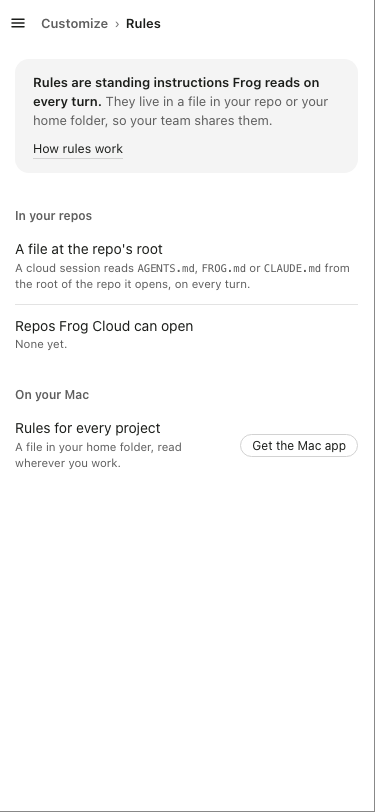 Customize › Rules
Rules are standing instructions Frog reads on
every turn. They live in a file in your repo or your
home folder, so your team shares them.
How rules work
In your repos
A file at the repo's root
A cloud session reads AGENTS.md, FROG.md or CLAUDE.md from
the root of the repo it opens, on every turn.
Repos Frog Cloud can open
None yet.
On your Mac
Rules for every project
A file in your home folder, read
wherever you work.
Get the Mac app